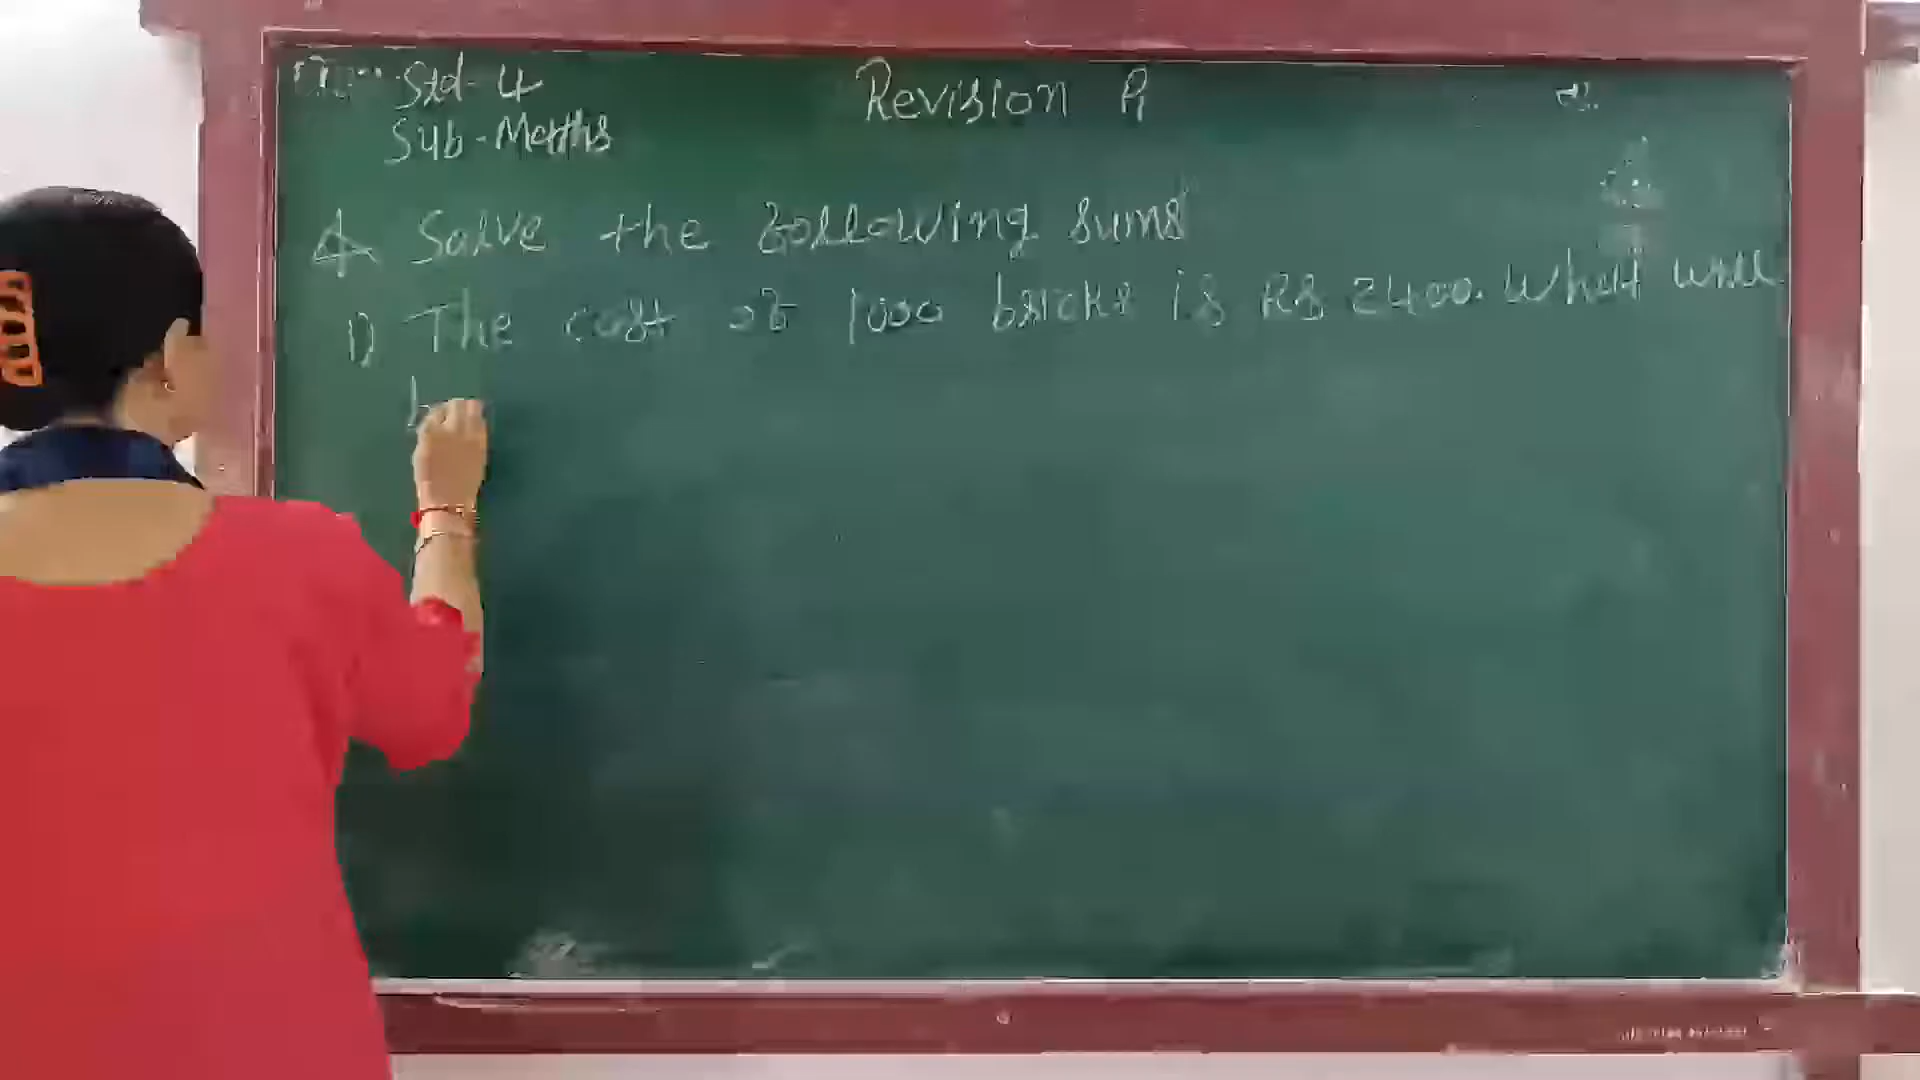 Std-4
Revision P1
Sub-Maths
A Solve the following sums
1) The cost of 1000 bricks is Rs 2400. What will